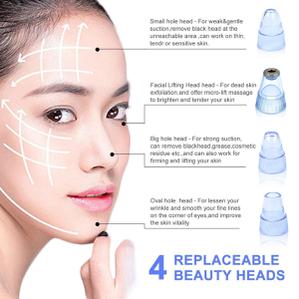 Small hole head - For weak&gentle
suction,remove black head at the
unreachable area ,can work on thin,
tendr or sensitive skin.
Facial Lifting Head head - For dead skin
exfoliation,and offer micro-lift massage
to brighten and tender your skin
Big hole head - For strong suction,
can remove blackhead,grease,cosmetic
residue etc.,and can also work for
firming end lifting your skin
Oval hole head - For lessen your
wrinkle and smooth your fine lines
on the corner of eyes,and improve
the skin vitality
4 REPLACEABLE
BEAUTY HEADS